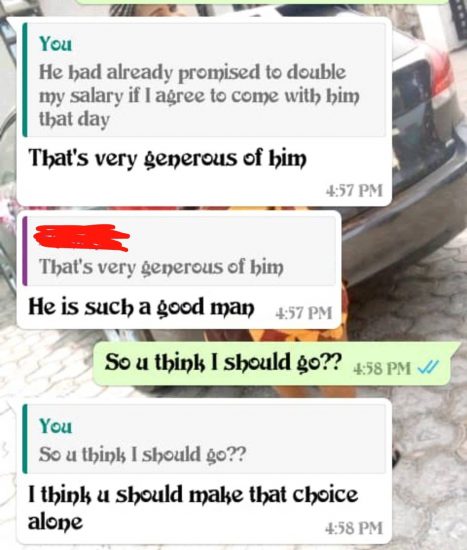 You
He had already promised to double
my salary if I agree to come with him
that day
That's very generous of him
4:57 PM
That's very generous of him
He is such a good man 4:57 PM
So u think I should go?? 4:58 PM
You
So u think I should go??
I think u should make that choice
alone
4:58 PM